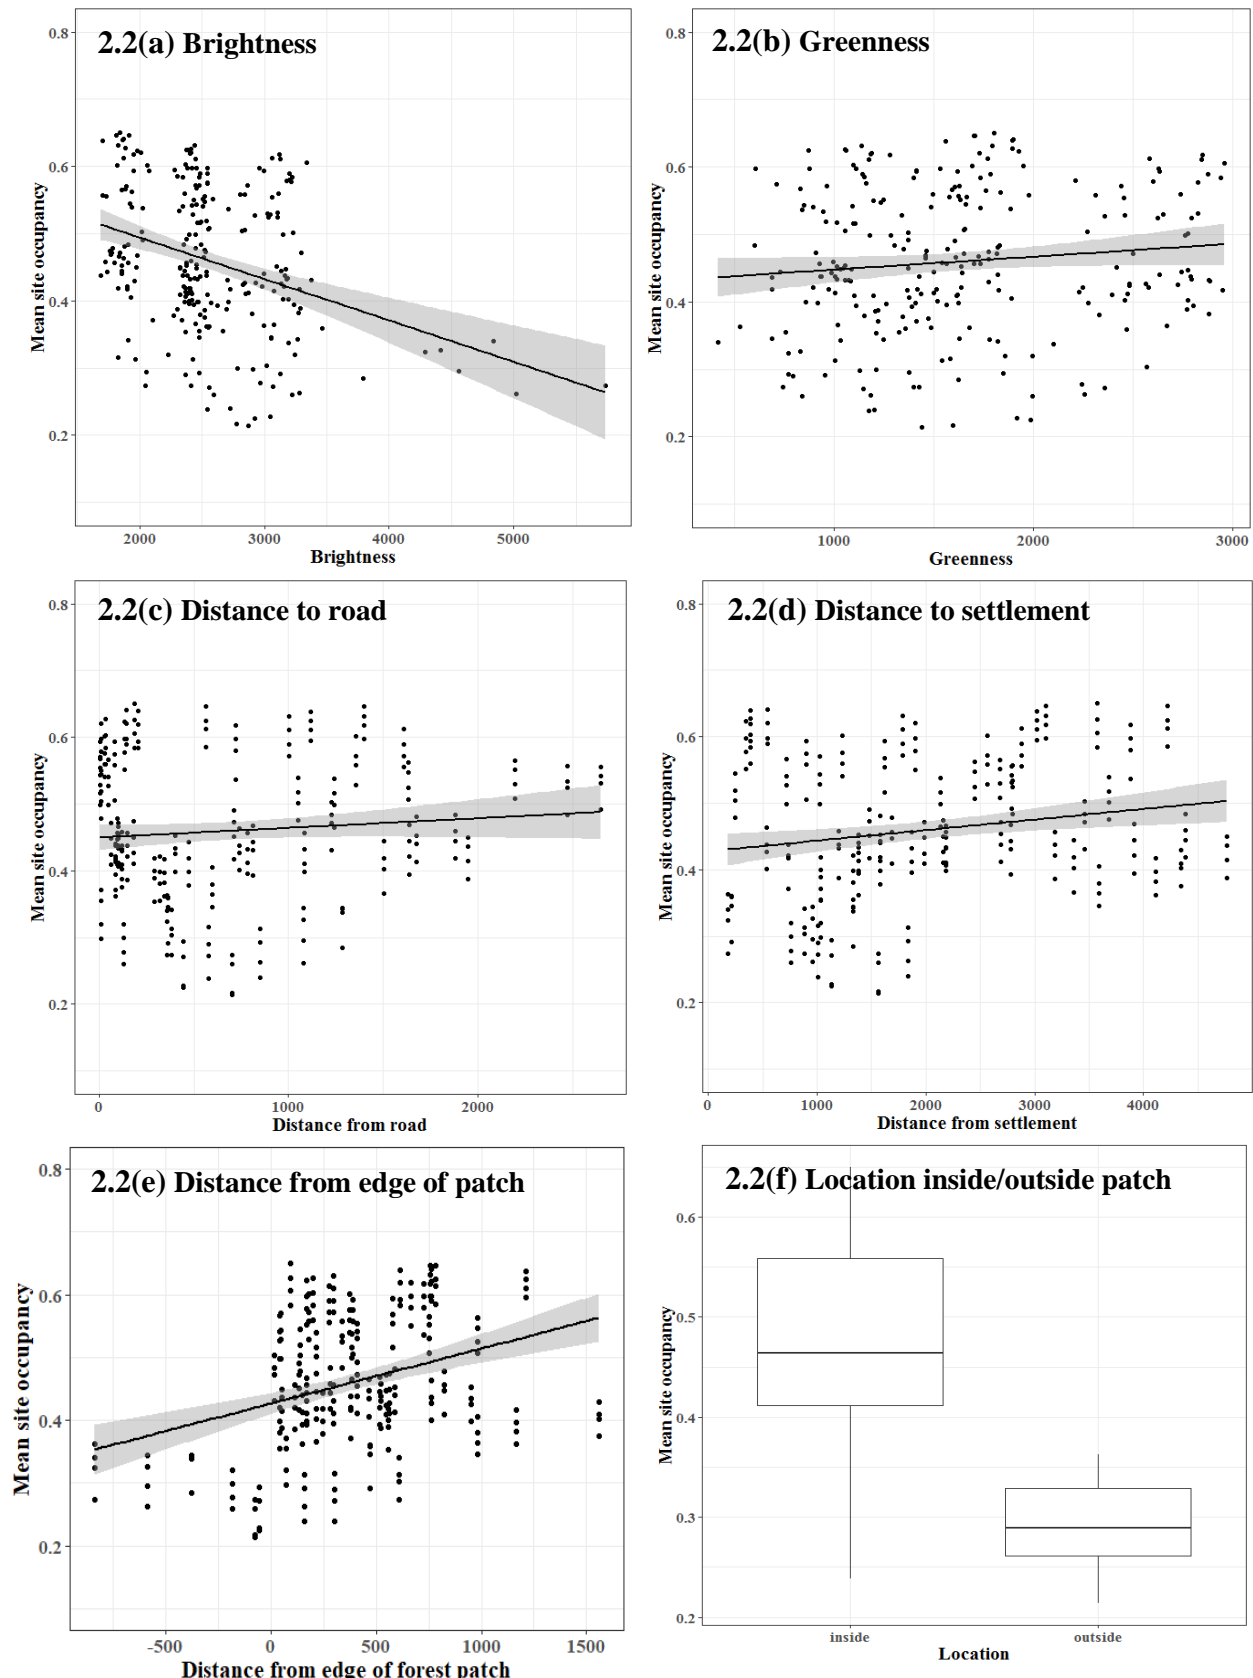 2.2(a) Brightness
Mean site occupancy
0.8
0.6
0.4
0.2
2000 3000 4000 5000
Brightness
2.2(b) Greenness
Mean site occupancy
0.8
0.6
0.4
0.2
1000 2000 3000
Greenness
2.2(c) Distance to road
Mean site occupancy
0.8
0.6
0.4
0.2
0 1000 2000
Distance from road
2.2(d) Distance to settlement
Mean site occupancy
0.8
0.6
0.4
0.2
0 1000 2000 3000 4000
Distance from settlement
2.2(e) Distance from edge of patch
Mean site occupancy
0.8
0.6
0.4
0.2
-500 0 500 1000 1500
Distance from edge of forest patch
2.2(f) Location inside/outside patch
Mean site occupancy
0.6
0.5
0.4
0.3
0.2
inside outside
Location